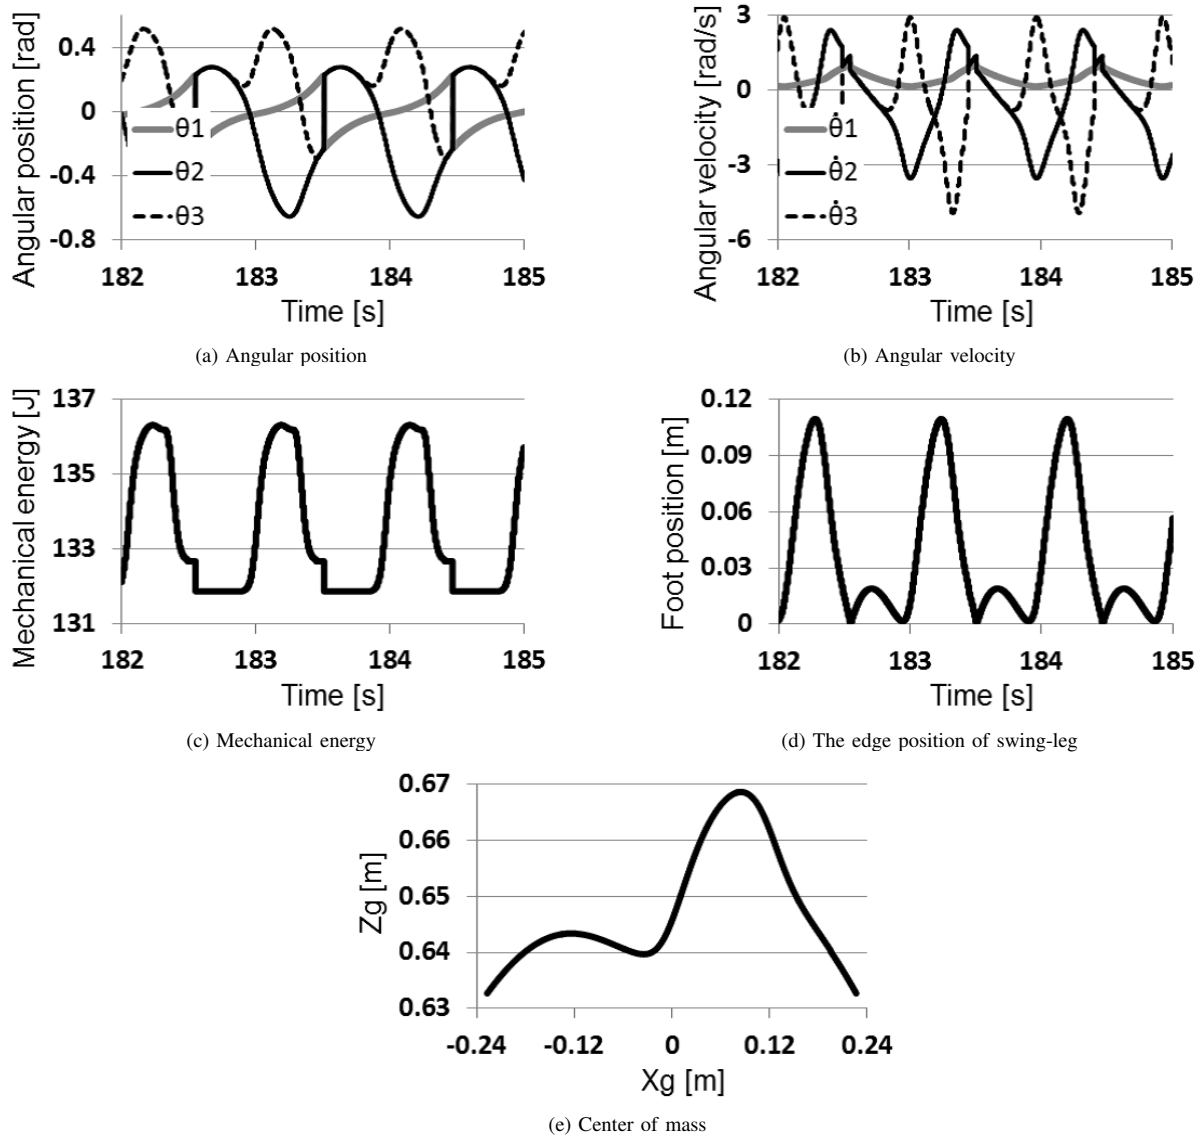 Angular position [rad]
0.4
0
-0.4
-0.8
θ1
θ2
θ3
182 183 184 185
Time [s]
(a) Angular position
Angular velocity [rad/s]
3
0
-3
-6
θ̇1
θ̇2
θ̇3
182 183 184 185
Time [s]
(b) Angular velocity
Mechanical energy [J]
137
135
133
131
182 183 184 185
Time [s]
(c) Mechanical energy
Foot position [m]
0.12
0.09
0.06
0.03
0
182 183 184 185
Time [s]
(d) The edge position of swing-leg
Zg [m]
0.67
0.66
0.65
0.64
0.63
-0.24 -0.12 0 0.12 0.24
Xg [m]
(e) Center of mass